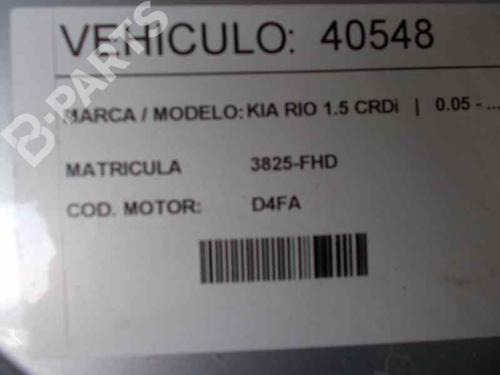 VEHICULO: 40548
B-PARTS
MARCA / MODELO: KIA RIO 1.5 CRDi | 0.05 - ...
MATRICULA 3825-FHD
COD. MOTOR: D4FA